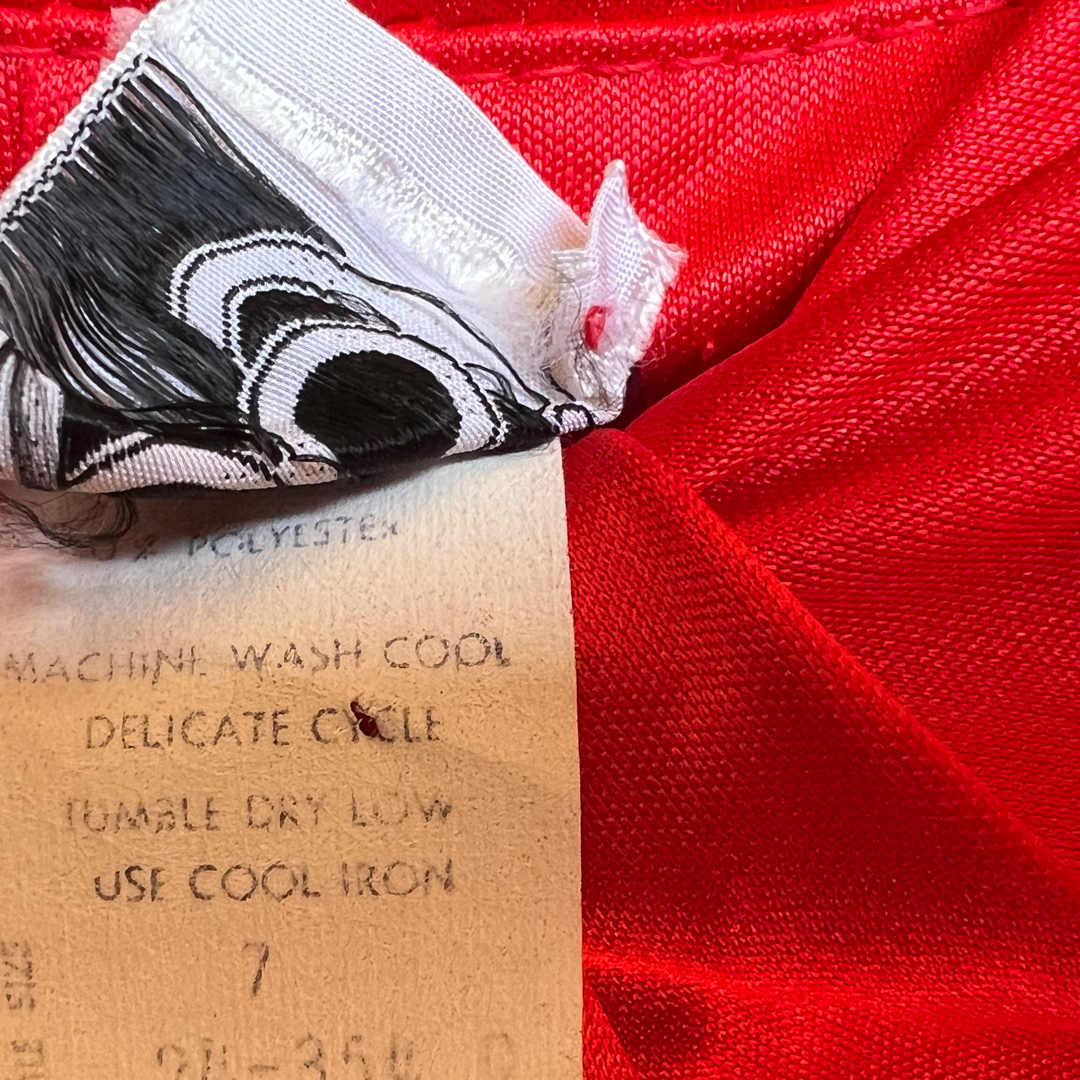 POLYESTER
MACHINE WASH COOL
DELICATE CYCLE
TUMBLE DRY LOW
USE COOL IRON
7